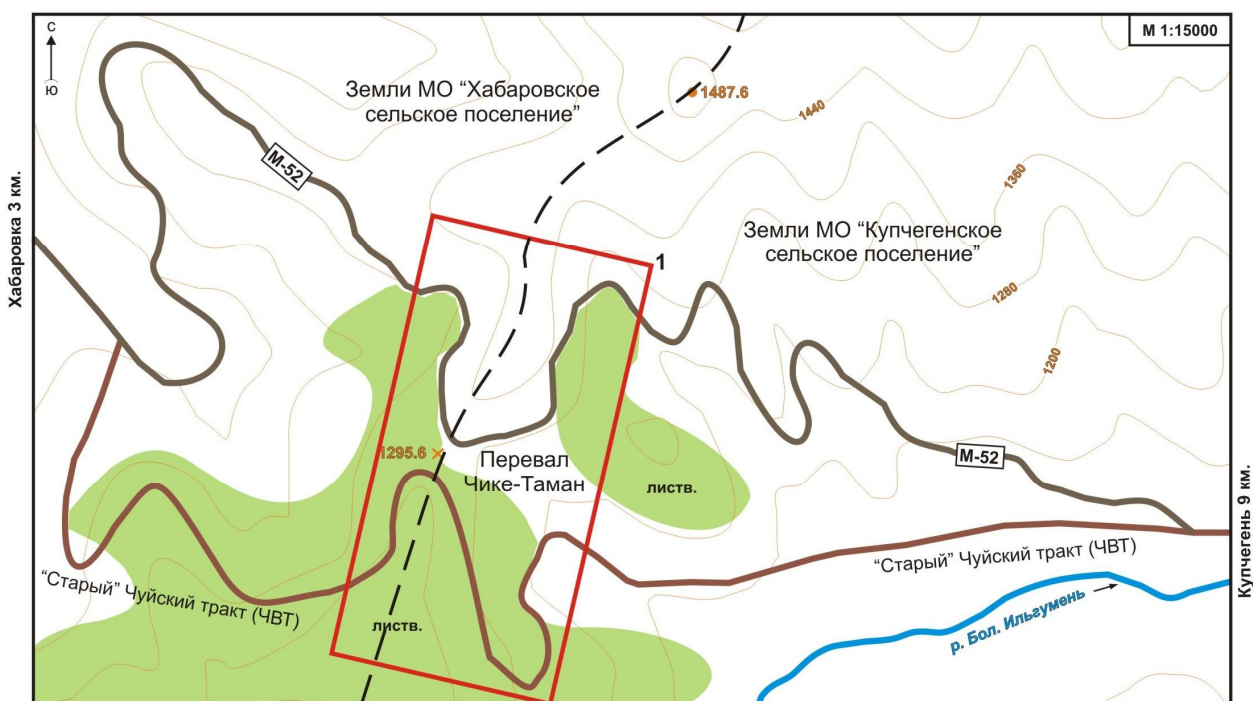 С
Ю
М 1:15000
Земли МО “Хабаровское
сельское поселение”
1487.6
1440
М-52
1360
Хабаровка 3 км.
Земли МО “Купчегенское
сельское поселение”
1
1280
1200
1295.6
Перевал
Чике-Таман
М-52
листв.
Купчегень 9 км.
“Старый” Чуйский тракт (ЧВТ)
“Старый” Чуйский тракт (ЧВТ)
р. Бол. Ильгумень
листв.